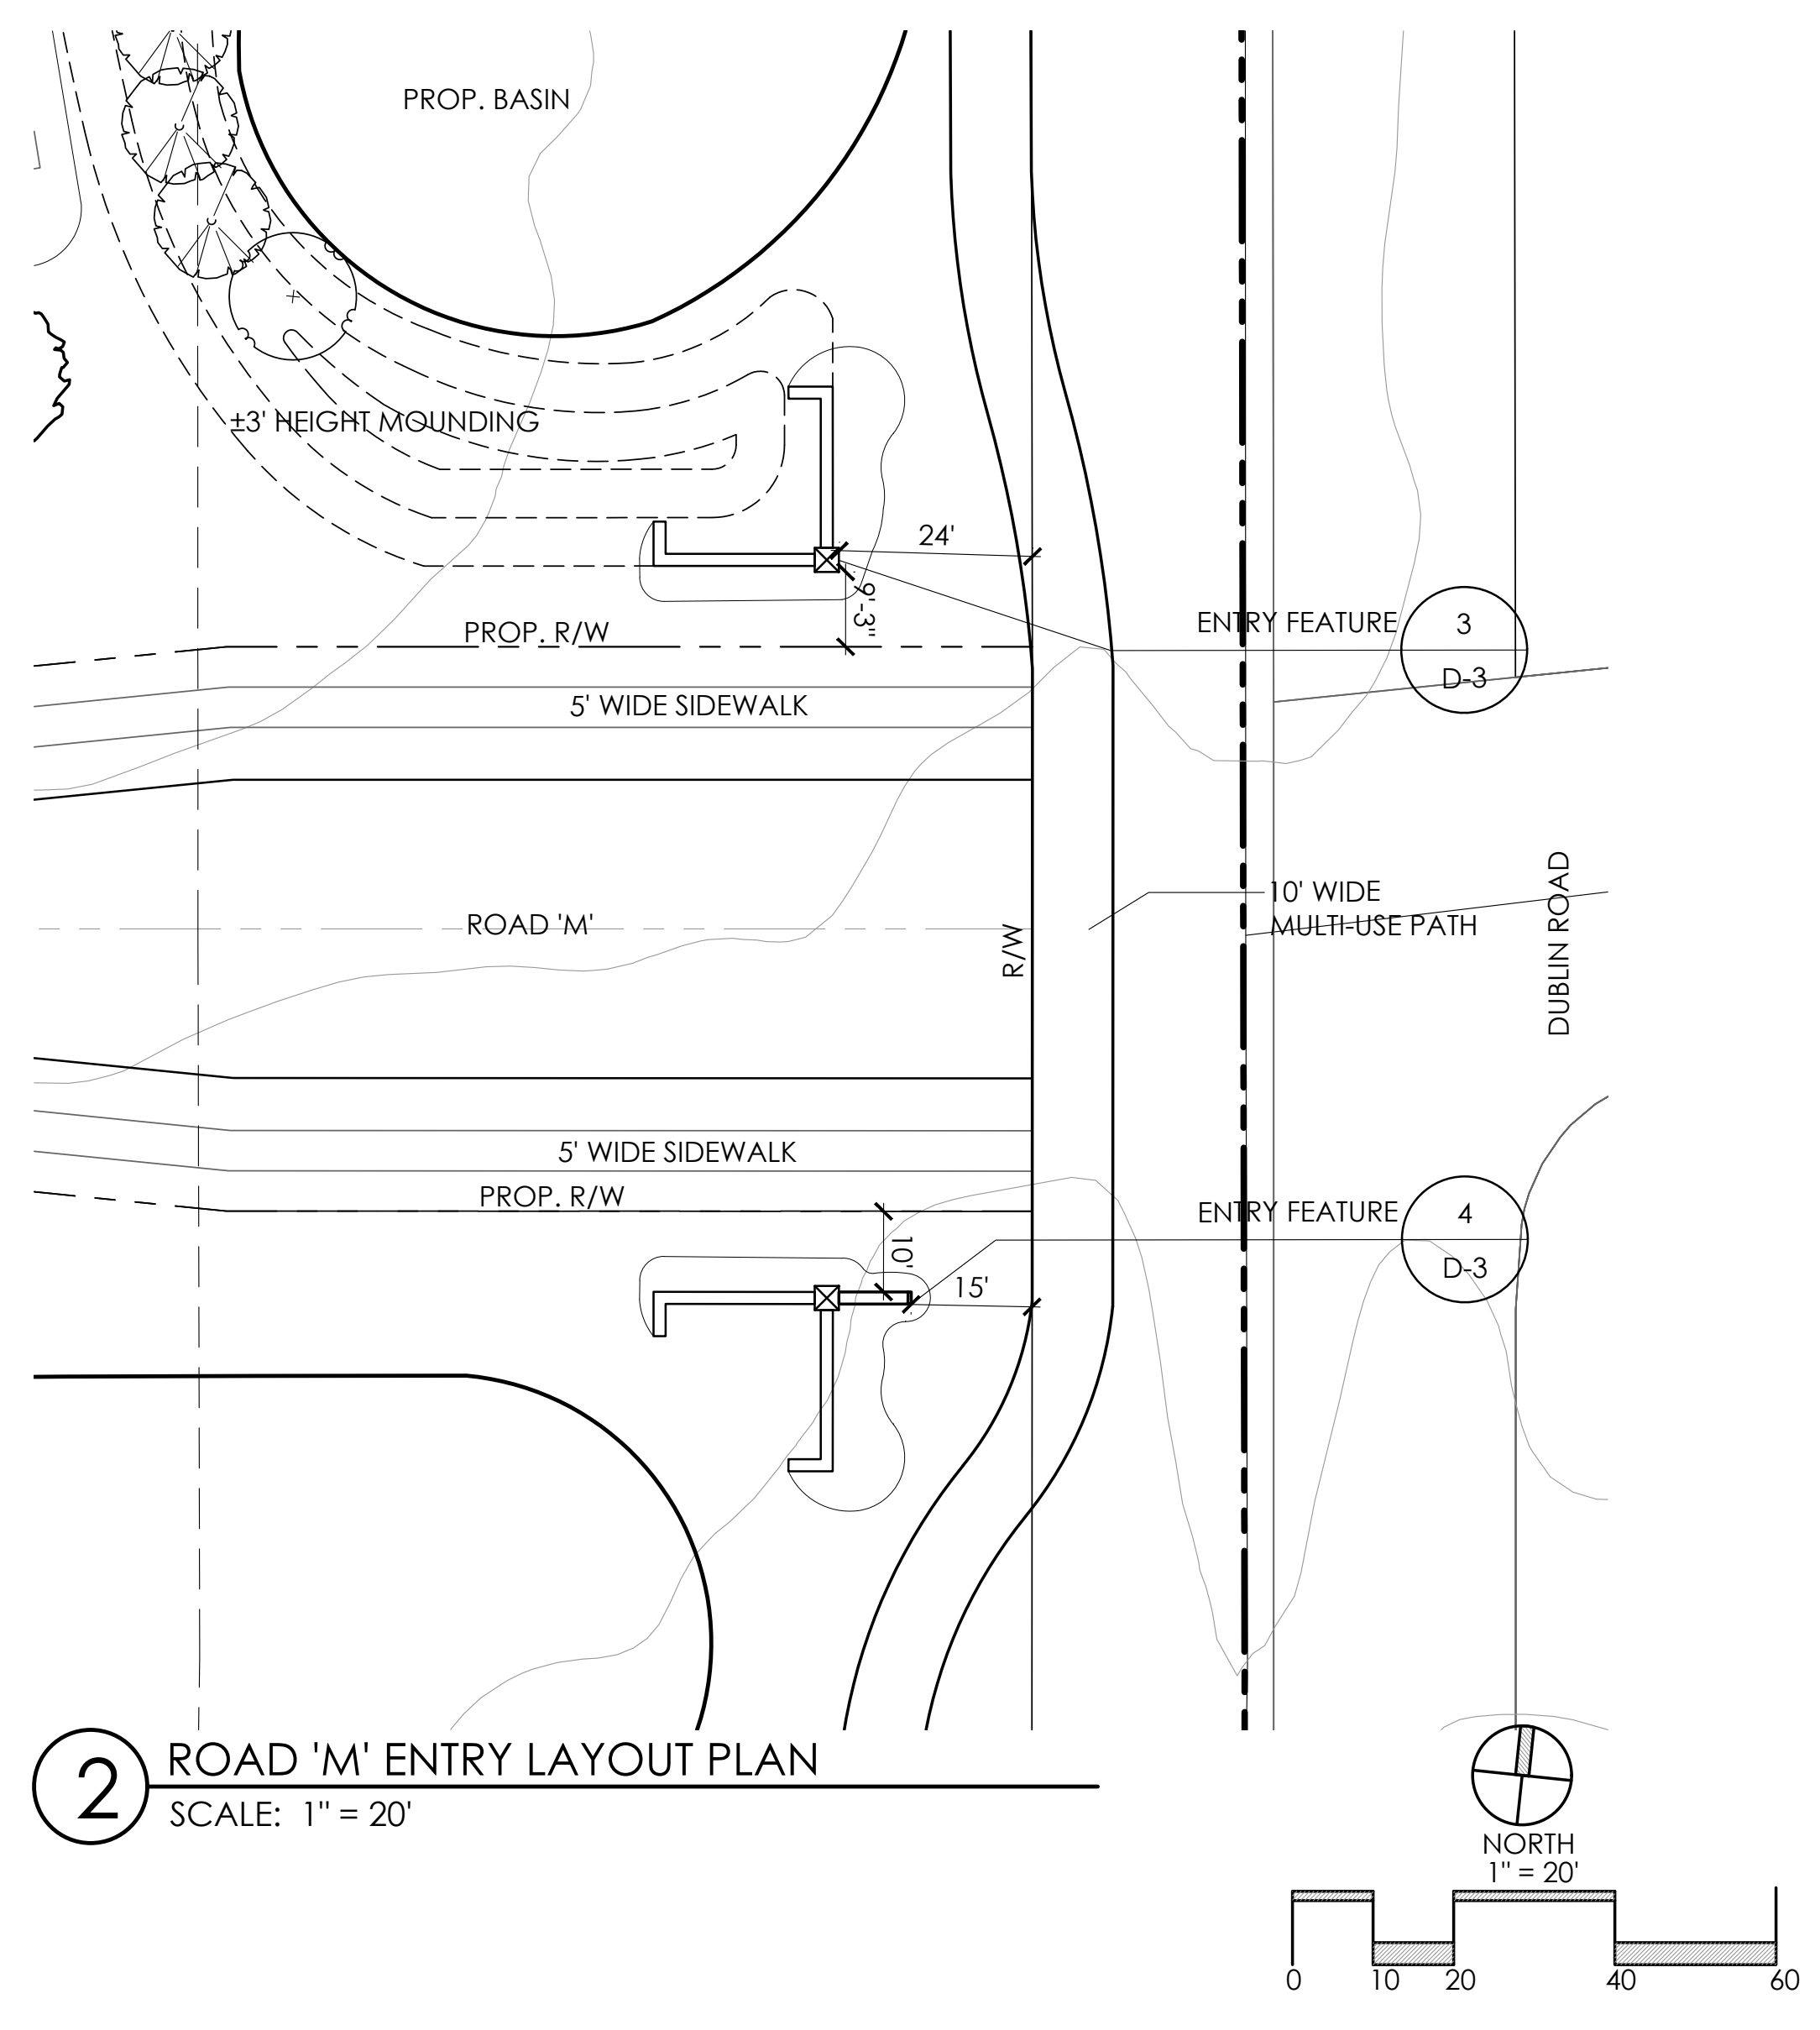 PROP. BASIN
±3' HEIGHT MOUNDING
24'
9'-3"
PROP. R/W
ENTRY FEATURE
3
D-3
5' WIDE SIDEWALK
10' WIDE
MULTI-USE PATH
DUBLIN ROAD
ROAD 'M'
R/W
5' WIDE SIDEWALK
PROP. R/W
ENTRY FEATURE
4
D-3
10'
15'
2
ROAD 'M' ENTRY LAYOUT PLAN
SCALE: 1" = 20'
NORTH
1" = 20'
0 10 20 40 60